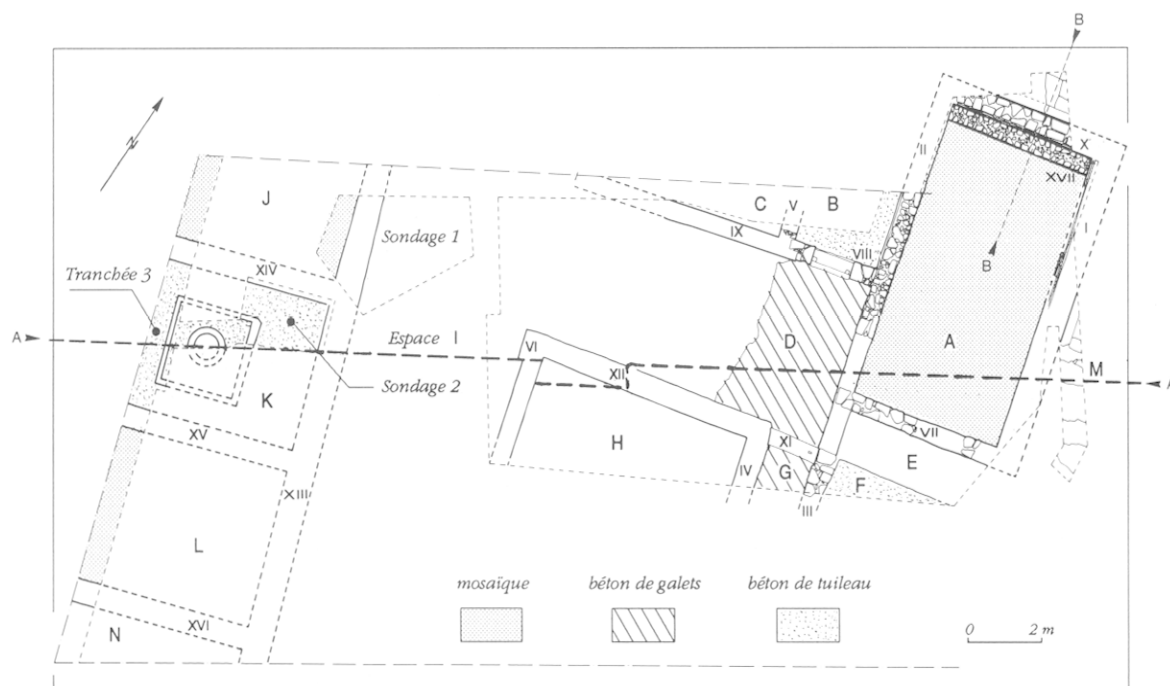 B
N
II
X
XVII
J
C
V
B
I
Sondage 1
IX
VIII
B
Tranchée 3
XIV
A
Espace I
D
A
VI
XII
M
A
Sondage 2
K
XV
XI
VII
H
E
IV
G
F
XIII
III
L
mosaïque
béton de galets
béton de tuileau
N
XVI
0 2 m